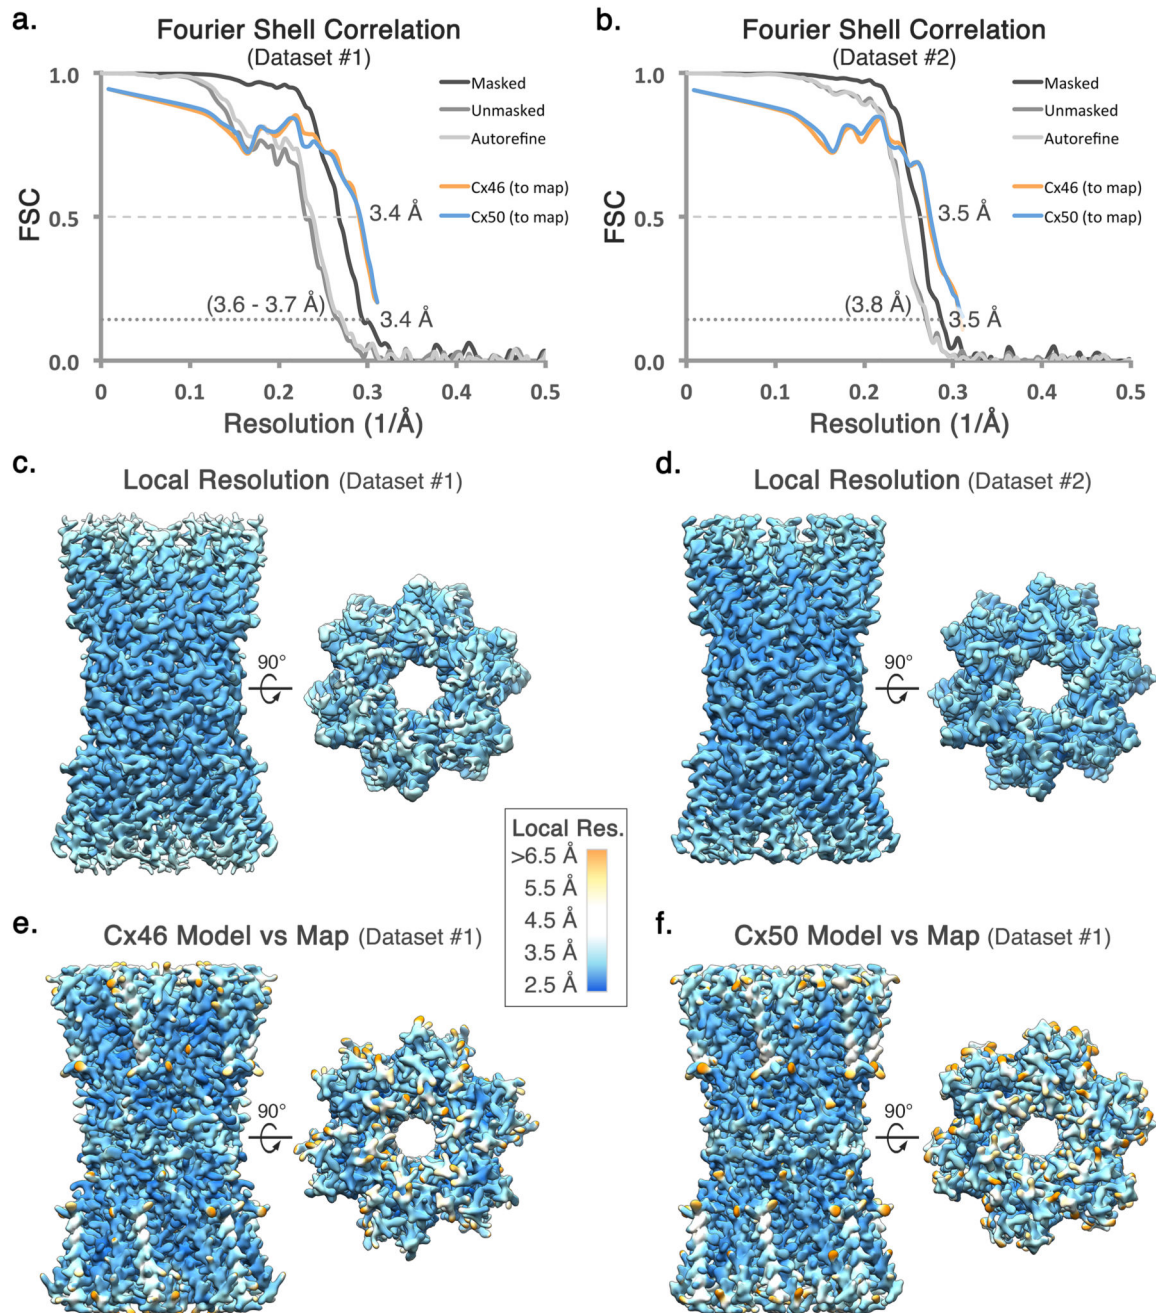 a.
Fourier Shell Correlation
(Dataset #1)
1.0
0.5
0.0
FSC
Masked
Unmasked
Autorefine
Cx46 (to map)
Cx50 (to map)
3.4 Å
(3.6 - 3.7 Å)
3.4 Å
0 0.1 0.2 0.3 0.4 0.5
Resolution (1/Å)
b.
Fourier Shell Correlation
(Dataset #2)
1.0
0.5
0.0
FSC
Masked
Unmasked
Autorefine
Cx46 (to map)
Cx50 (to map)
3.5 Å
(3.8 Å)
3.5 Å
0 0.1 0.2 0.3 0.4 0.5
Resolution (1/Å)
c.
Local Resolution (Dataset #1)
90°
d.
Local Resolution (Dataset #2)
90°
Local Res.
>6.5 Å
5.5 Å
4.5 Å
3.5 Å
2.5 Å
e.
Cx46 Model vs Map (Dataset #1)
90°
f.
Cx50 Model vs Map (Dataset #1)
90°